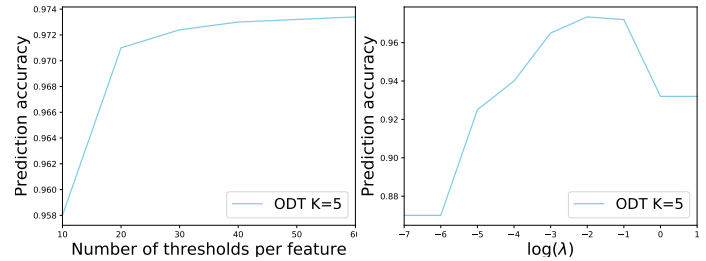 Prediction accuracy
0.974
0.972
0.970
0.968
0.966
0.964
0.962
0.960
0.958
10 20 30 40 50 60
Number of thresholds per feature
ODT K=5
Prediction accuracy
0.96
0.94
0.92
0.90
0.88
−7 −6 −5 −4 −3 −2 −1 0 1
log(λ)
ODT K=5